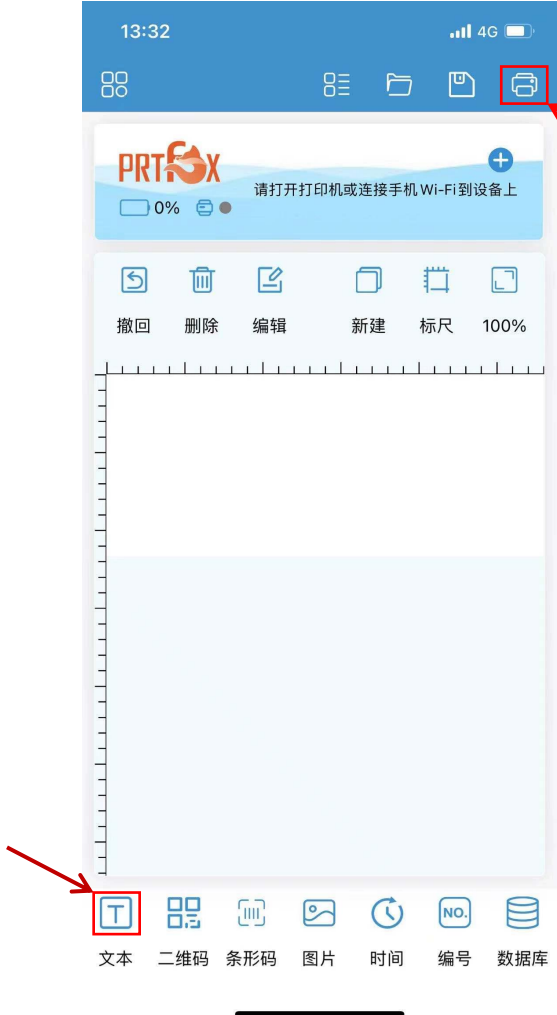 13:32 4G
PRTFOX
请打开打印机或连接手机Wi-Fi到设备上
0%
撤回 删除 编辑 新建 标尺 100%
T NO.
文本 二维码 条形码 图片 时间 编号 数据库